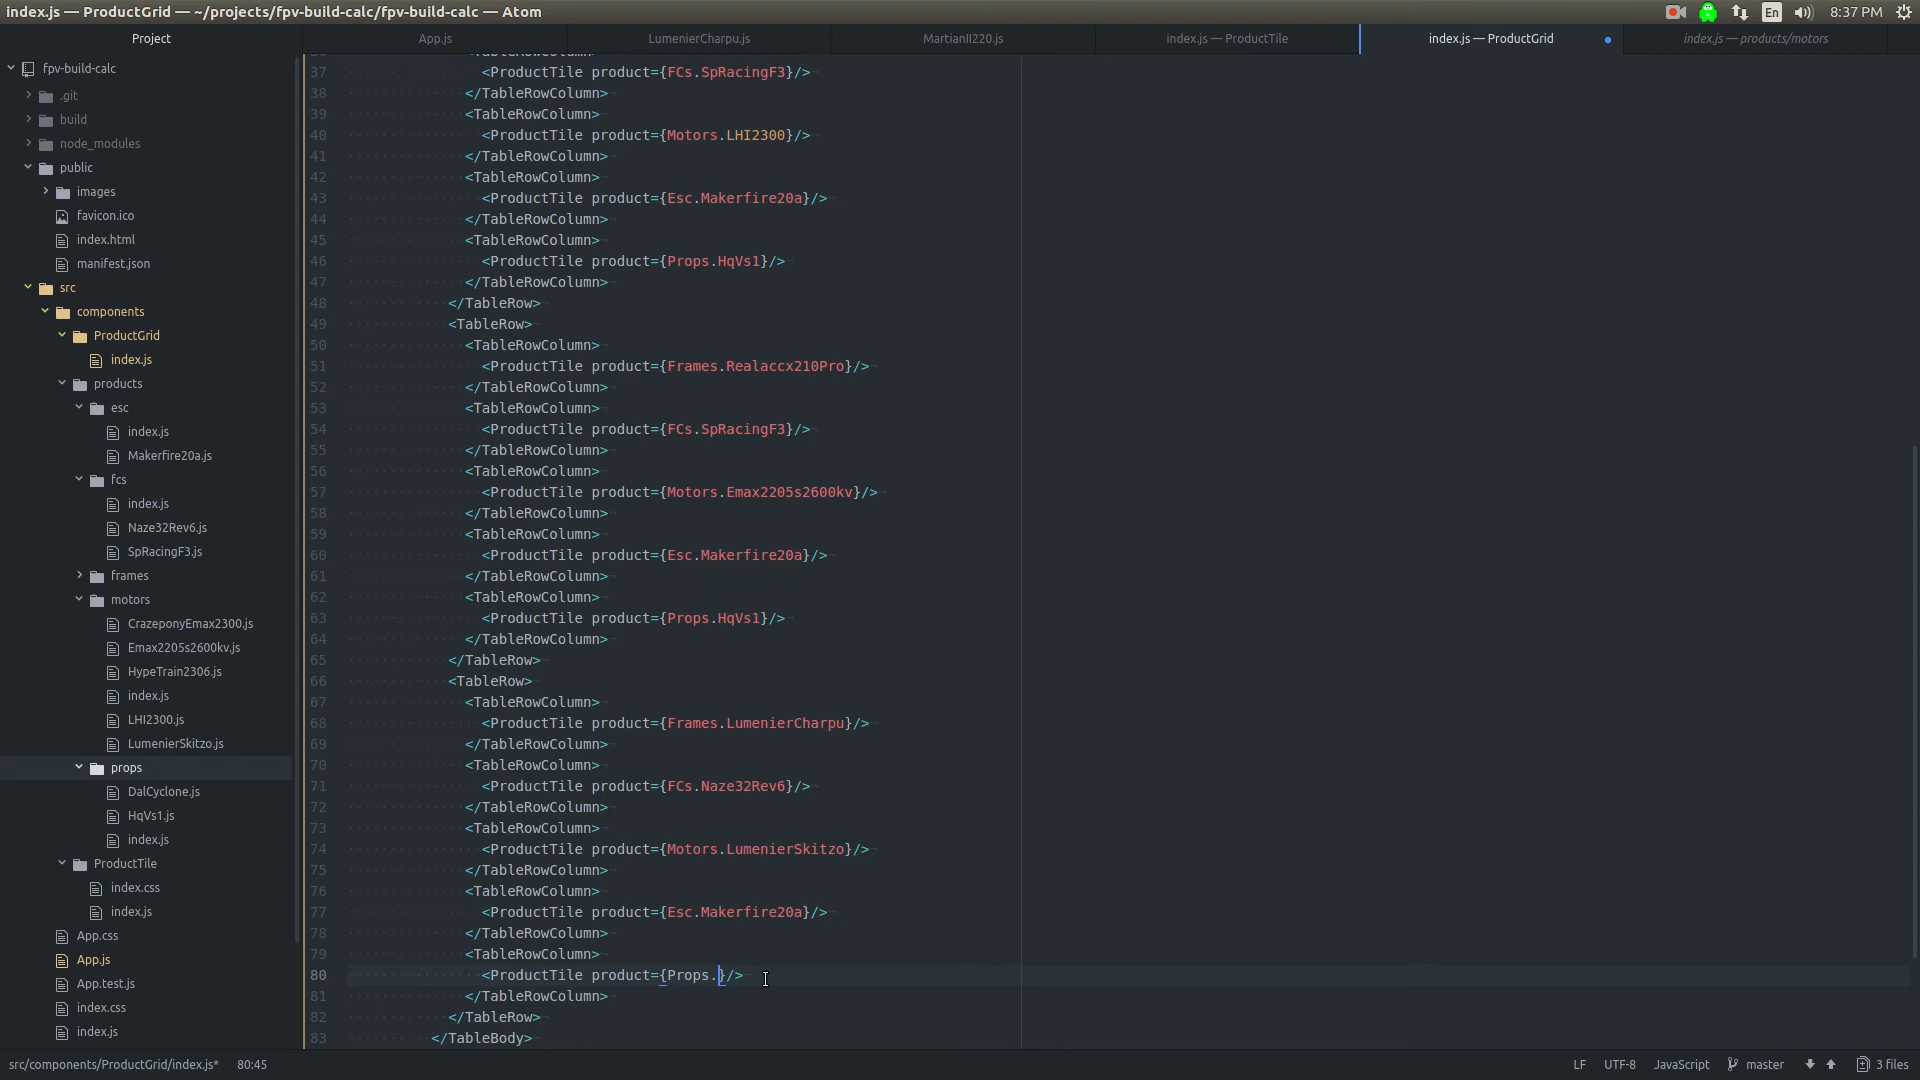 index.js — ProductGrid — ~/projects/fpv-build-calc/fpv-build-calc — Atom
En
8:37 PM
Project
App.js
LumenierCharpu.js
MartianII220.js
index.js — ProductTile
index.js — ProductGrid
index.js — products/motors
fpv-build-calc
.git
build
node_modules
public
images
favicon.ico
index.html
manifest.json
src
components
ProductGrid
index.js
products
esc
index.js
Makerfire20a.js
fcs
index.js
Naze32Rev6.js
SpRacingF3.js
frames
motors
CrazeponyEmax2300.js
Emax2205s2600kv.js
HypeTrain2306.js
index.js
LHI2300.js
LumenierSkitzo.js
props
DalCyclone.js
HqVs1.js
index.js
ProductTile
index.css
index.js
App.css
App.js
App.test.js
index.css
index.js
37 <ProductTile product={FCs.SpRacingF3}/>
38 </TableRowColumn>
39 <TableRowColumn>
40 <ProductTile product={Motors.LHI2300}/>
41 </TableRowColumn>
42 <TableRowColumn>
43 <ProductTile product={Esc.Makerfire20a}/>
44 </TableRowColumn>
45 <TableRowColumn>
46 <ProductTile product={Props.HqVs1}/>
47 </TableRowColumn>
48 </TableRow>
49 <TableRow>
50 <TableRowColumn>
51 <ProductTile product={Frames.Realaccx210Pro}/>
52 </TableRowColumn>
53 <TableRowColumn>
54 <ProductTile product={FCs.SpRacingF3}/>
55 </TableRowColumn>
56 <TableRowColumn>
57 <ProductTile product={Motors.Emax2205s2600kv}/>
58 </TableRowColumn>
59 <TableRowColumn>
60 <ProductTile product={Esc.Makerfire20a}/>
61 </TableRowColumn>
62 <TableRowColumn>
63 <ProductTile product={Props.HqVs1}/>
64 </TableRowColumn>
65 </TableRow>
66 <TableRow>
67 <TableRowColumn>
68 <ProductTile product={Frames.LumenierCharpu}/>
69 </TableRowColumn>
70 <TableRowColumn>
71 <ProductTile product={FCs.Naze32Rev6}/>
72 </TableRowColumn>
73 <TableRowColumn>
74 <ProductTile product={Motors.LumenierSkitzo}/>
75 </TableRowColumn>
76 <TableRowColumn>
77 <ProductTile product={Esc.Makerfire20a}/>
78 </TableRowColumn>
79 <TableRowColumn>
80 <ProductTile product={Props.}/>
81 </TableRowColumn>
82 </TableRow>
83 </TableBody>
src/components/ProductGrid/index.js* 80:45
LF UTF-8 JavaScript master 3 files